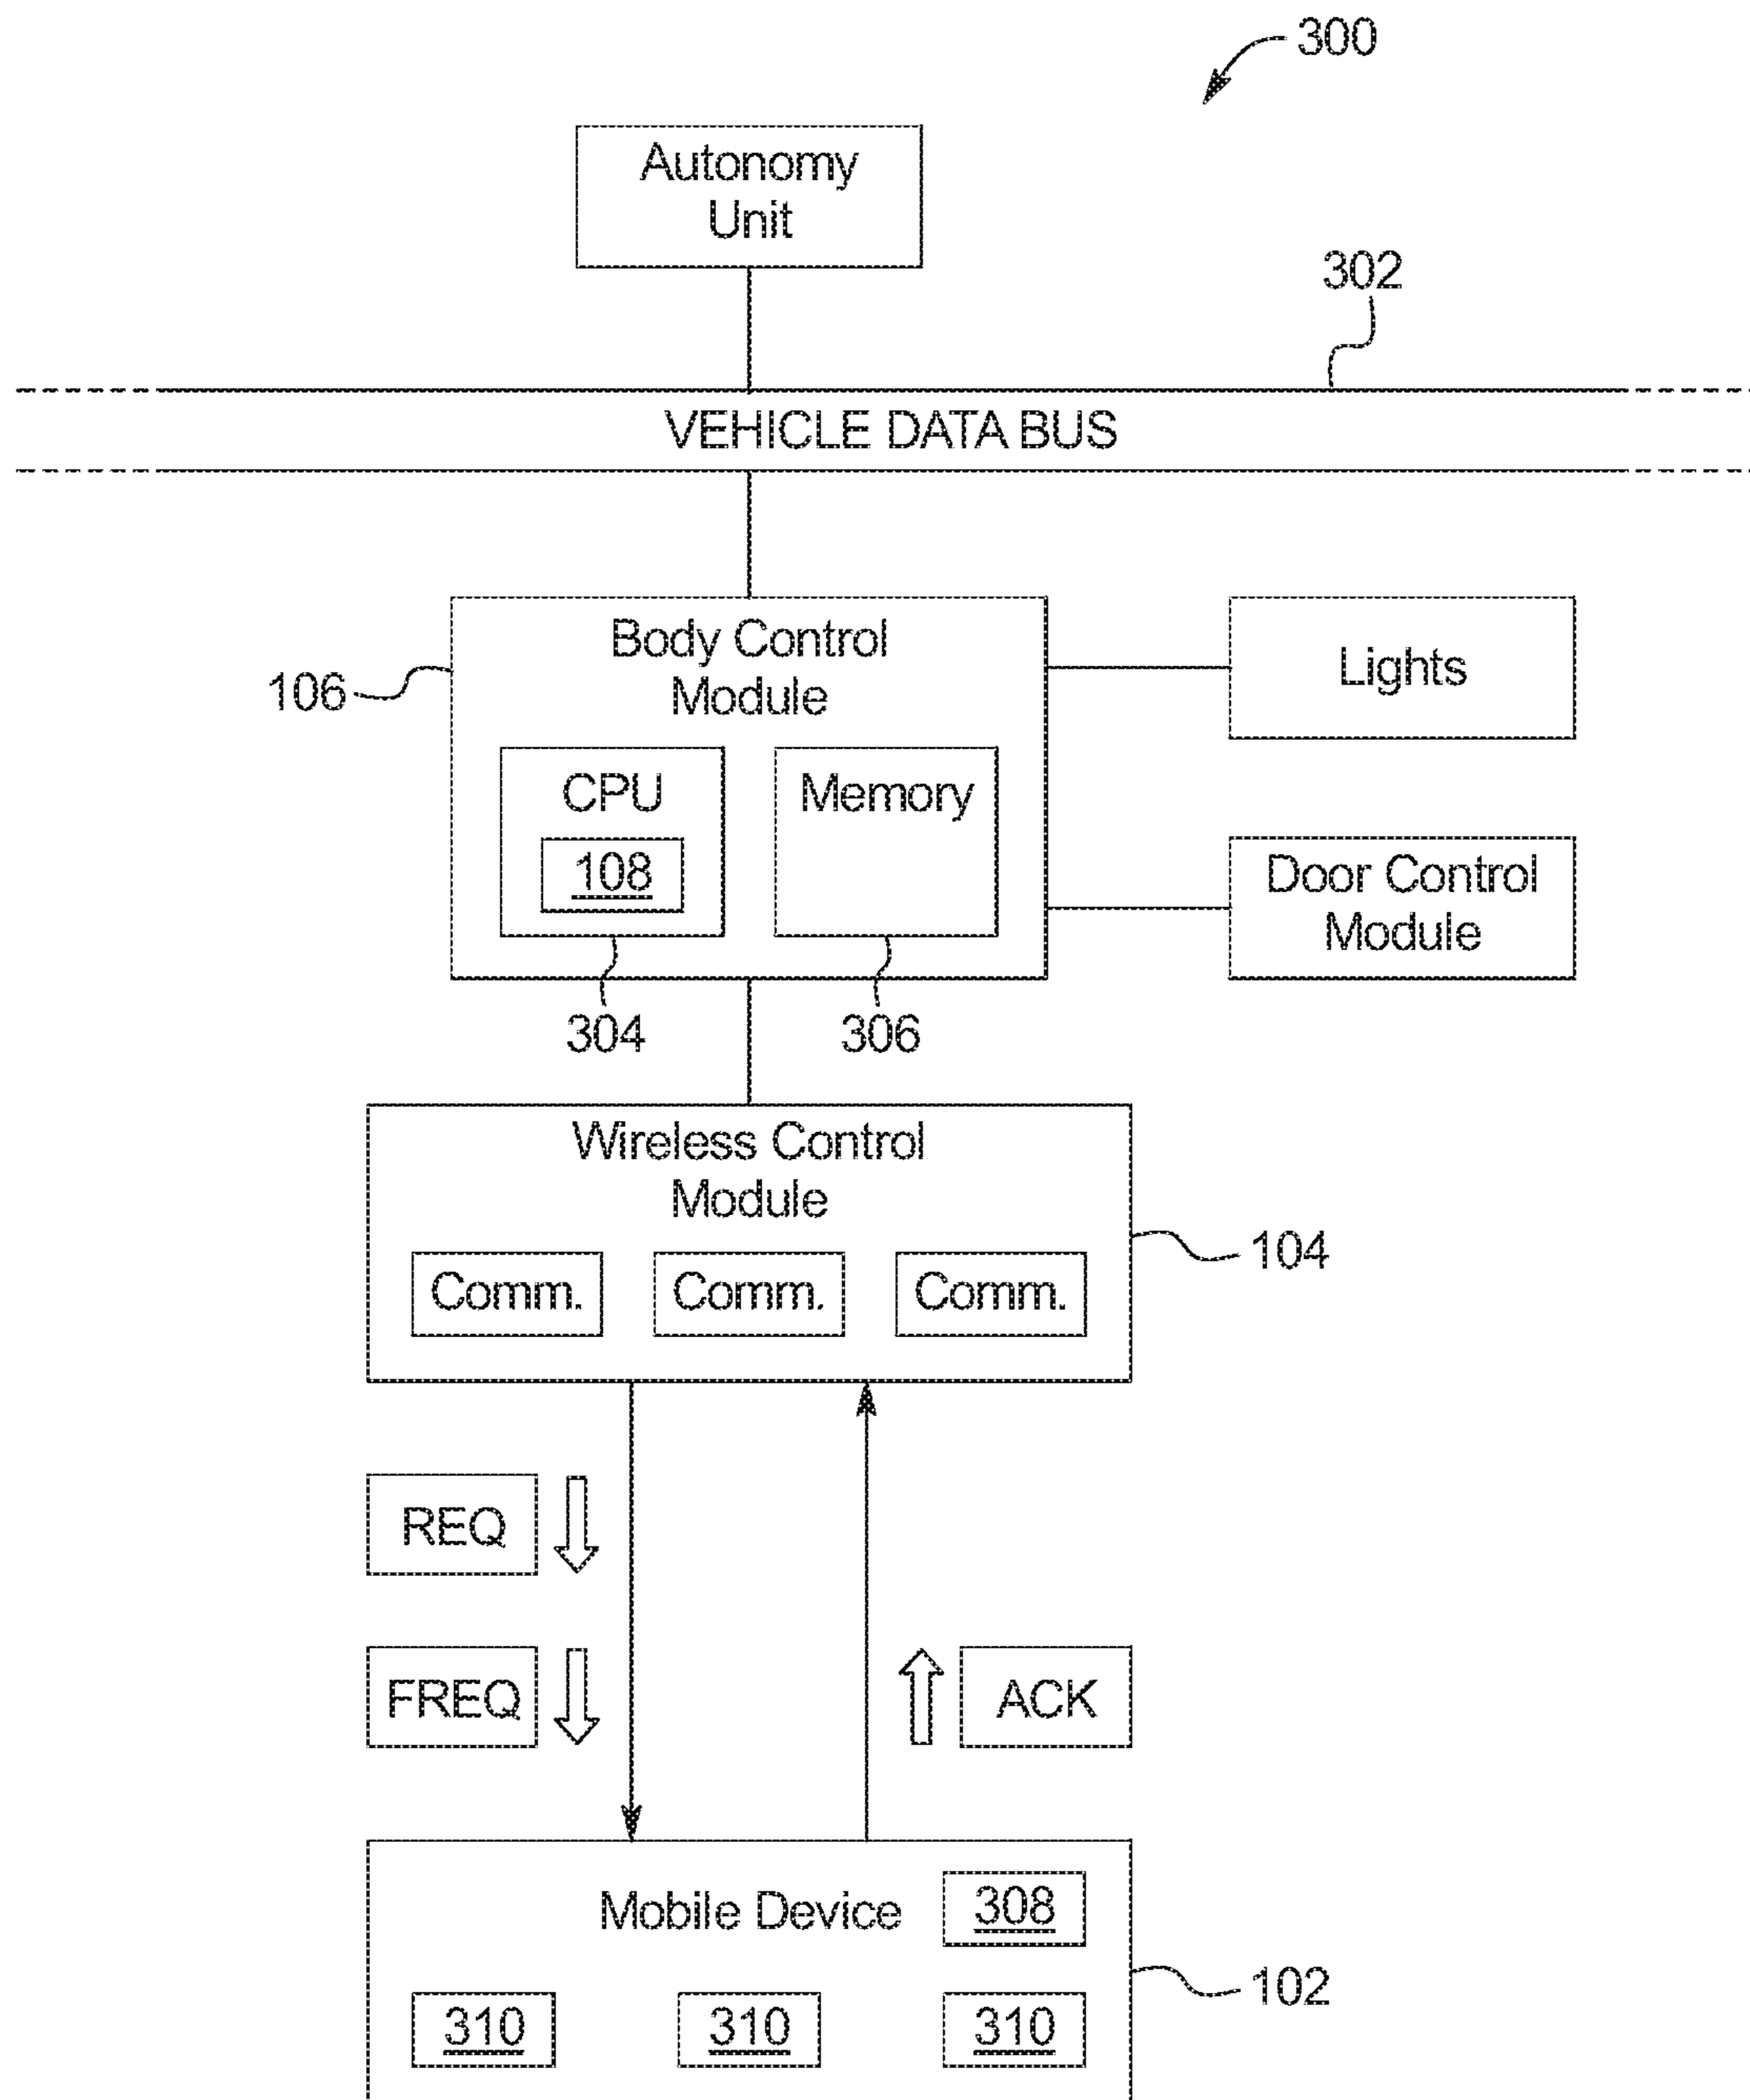 300
Autonomy
Unit
302
VEHICLE DATA BUS
Body Control
Module
106
Lights
CPU
Memory
108
Door Control
Module
304
306
Wireless Control
Module
104
Comm.
Comm.
Comm.
REQ
FREQ
ACK
Mobile Device
308
102
310
310
310